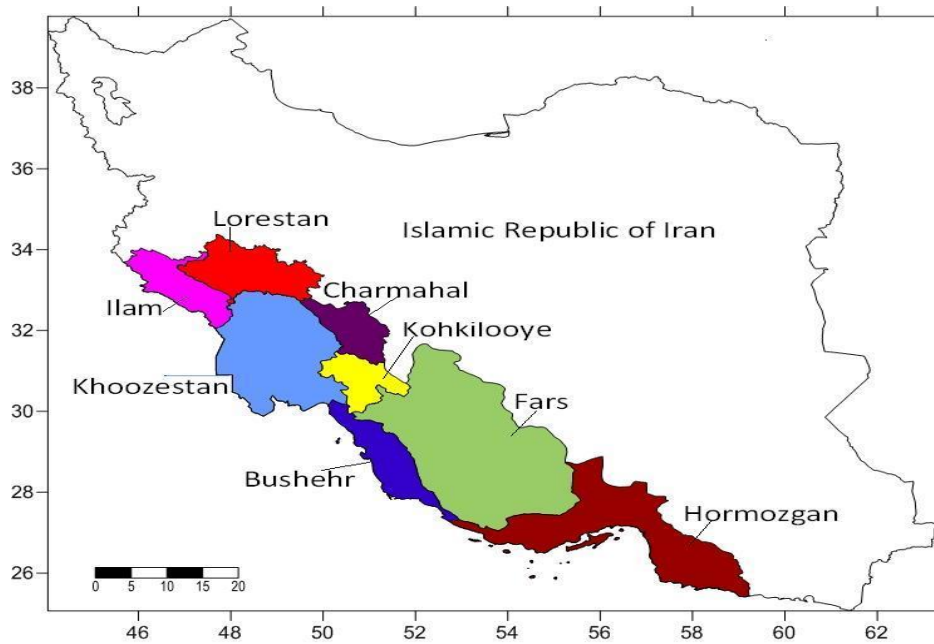 38
36
34
32
30
28
26
Lorestan
Islamic Republic of Iran
Ilam
Charmahal
Kohkilooye
Khoozestan
Fars
Bushehr
Hormozgan
0 5 10 15 20
46 48 50 52 54 56 58 60 62